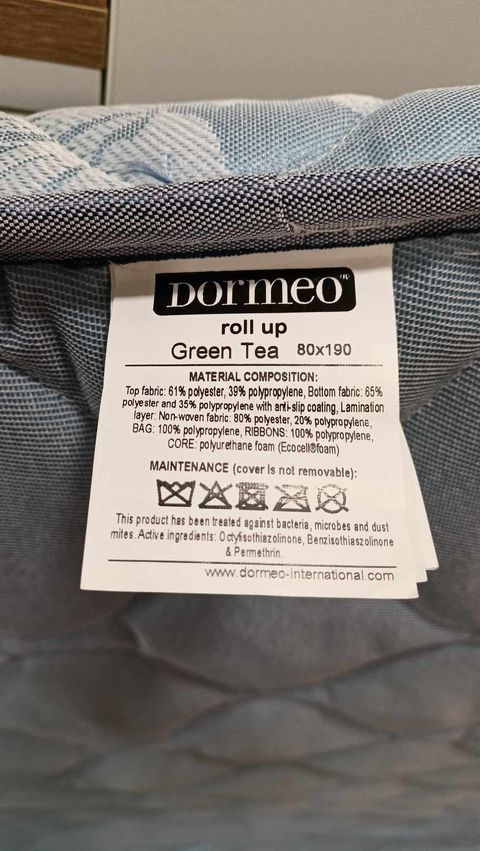 Dormeo
roll up
Green Tea 80x190
MATERIAL COMPOSITION:
Top fabric: 61% polyester, 39% polypropylene, Bottom fabric: 65%
polyester and 35% polypropylene with anti-slip coating, Lamination
layer: Non-woven fabric: 80% polyester, 20% polypropylene,
BAG: 100% polypropylene, RIBBONS: 100% polypropylene,
CORE: polyurethane foam (Ecocell®foam)
MAINTENANCE (cover is not removable):
This product has been treated against bacteria, microbes and dust
mites. Active ingredients: Octylisothiazolinone, Benzisothiazolinone
& Permethrin.
www.dormeo-international.com